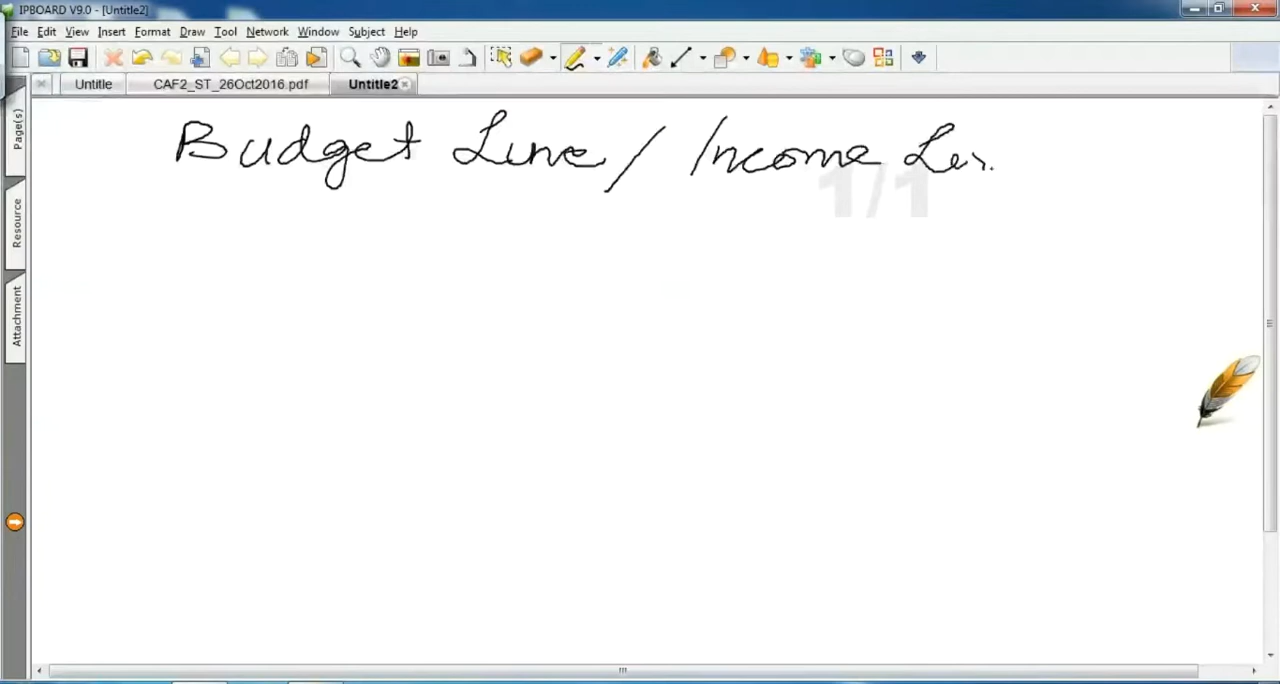 IPBOARD V9.0 - [Untitle2]
File Edit View Insert Format Draw Tool Network Window Subject Help
Untitle CAF2_ST_26Oct2016.pdf Untitle2
Page(s)
Resource
Attachment
Budget Line / Income
1/1